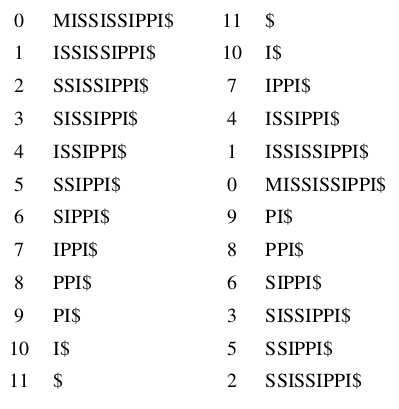 0 MISSISSIPPI$ 11 $
1 ISSISSIPPI$ 10 I$
2 SSISSIPPI$ 7 IPPI$
3 SISSIPPI$ 4 ISSIPPI$
4 ISSIPPI$ 1 ISSISSIPPI$
5 SSIPPI$ 0 MISSISSIPPI$
6 SIPPI$ 9 PI$
7 IPPI$ 8 PPI$
8 PPI$ 6 SIPPI$
9 PI$ 3 SISSIPPI$
10 I$ 5 SSIPPI$
11 $ 2 SSISSIPPI$